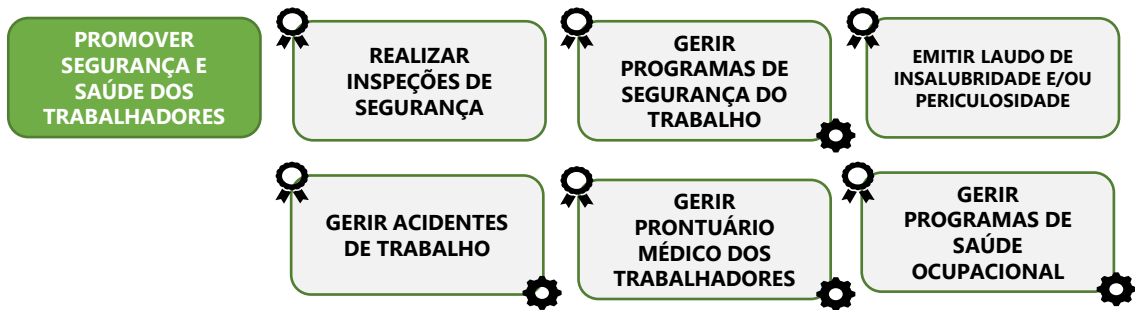 PROMOVER
SEGURANÇA E
SAÚDE DOS
TRABALHADORES
REALIZAR
INSPEÇÕES DE
SEGURANÇA
GERIR
PROGRAMAS DE
SEGURANÇA DO
TRABALHO
EMITIR LAUDO DE
INSALUBRIDADE E/OU
PERICULOSIDADE
GERIR ACIDENTES
DE TRABALHO
GERIR
PRONTUÁRIO
MÉDICO DOS
TRABALHADORES
GERIR
PROGRAMAS DE
SAÚDE
OCUPACIONAL